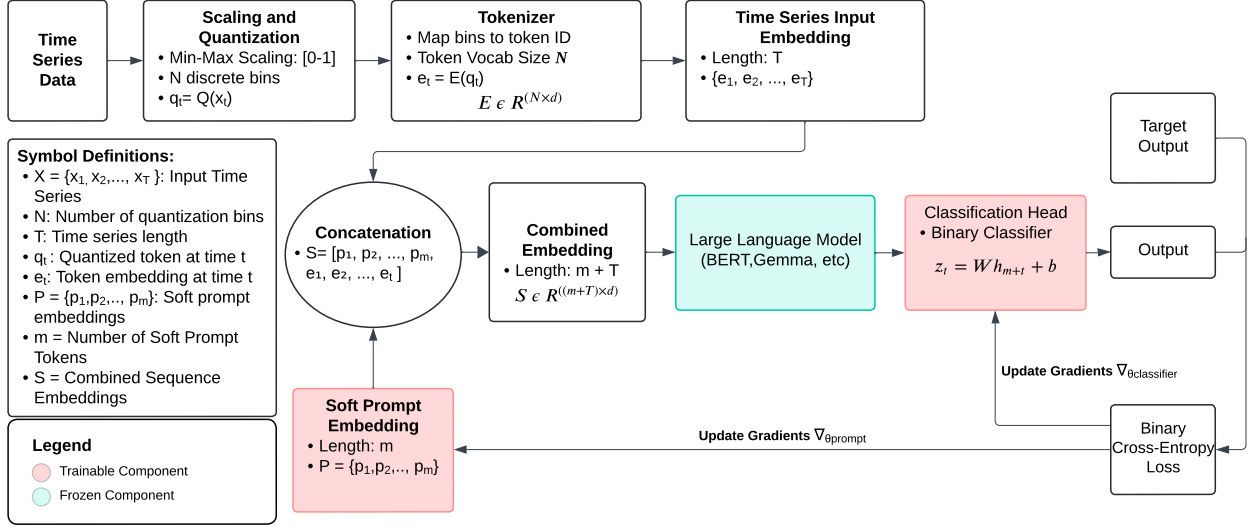 Time
Series
Data
Scaling and
Quantization
• Min-Max Scaling: [0-1]
• N discrete bins
• qₜ= Q(xₜ)
Tokenizer
• Map bins to token ID
• Token Vocab Size N
• eₜ = E(qₜ)
E ϵ R^(N×d)
Time Series Input
Embedding
• Length: T
• {e₁, e₂, ..., e_T}
Symbol Definitions:
• X = {x₁, x₂,..., x_T }: Input Time
Series
• N: Number of quantization bins
• T: Time series length
• qₜ : Quantized token at time t
• eₜ: Token embedding at time t
• P = {p₁,p₂,.., pₘ}: Soft prompt
embeddings
• m = Number of Soft Prompt
Tokens
• S = Combined Sequence
Embeddings
Legend
Trainable Component
Frozen Component
Concatenation
• S= [p₁, p₂, ..., pₘ,
e₁, e₂, ..., eₜ ]
Soft Prompt
Embedding
• Length: m
• P = {p₁,p₂,.., pₘ}
Combined
Embedding
• Length: m + T
S ϵ R^((m+T)×d)
Large Language Model
(BERT,Gemma, etc)
Classification Head
• Binary Classifier
zₜ = Whₘ₊ₜ + b
Target
Output
Output
Update Gradients ∇θclassifier
Update Gradients ∇θprompt
Binary
Cross-Entropy
Loss